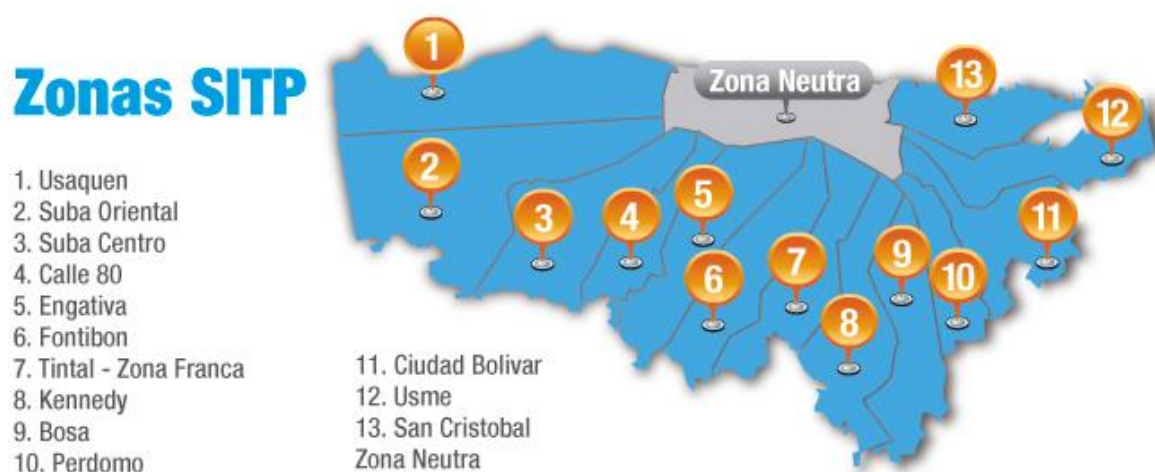 Zonas SITP
1. Usaquen
2. Suba Oriental
3. Suba Centro
4. Calle 80
5. Engativa
6. Fontibon
7. Tintal - Zona Franca
8. Kennedy
9. Bosa
10. Perdomo
11. Ciudad Bolivar
12. Usme
13. San Cristobal
Zona Neutra
1
Zona Neutra
13
12
2
3
4
5
6
7
8
9
10
11